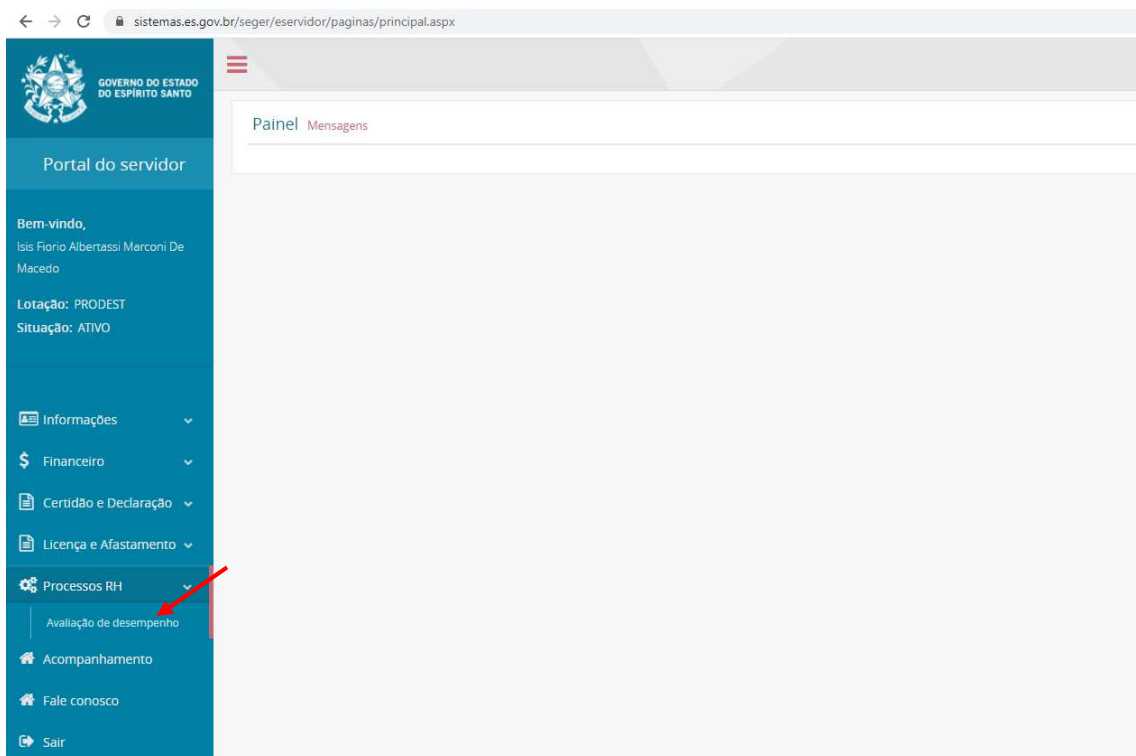 sistemas.es.gov.br/seger/eservidor/paginas/principal.aspx
GOVERNO DO ESTADO
DO ESPÍRITO SANTO
Painel Mensagens
Portal do servidor
Bem-vindo,
Isis Fiorio Albertassi Marconi De
Macedo
Lotação: PRODEST
Situação: ATIVO
Informações
Financeiro
Certidão e Declaração
Licença e Afastamento
Processos RH
Avaliação de desempenho
Acompanhamento
Fale conosco
Sair